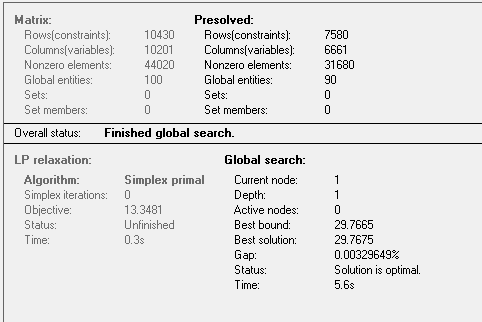 Matrix:
Rows(constraints): 10430
Columns(variables): 10201
Nonzero elements: 44020
Global entities: 100
Sets: 0
Set members: 0
Presolved:
Rows(constraints): 7580
Columns(variables): 6661
Nonzero elements: 31680
Global entities: 90
Sets: 0
Set members: 0
Overall status: Finished global search.
LP relaxation:
Algorithm: Simplex primal
Simplex iterations: 0
Objective: 13.3481
Status: Unfinished
Time: 0.3s
Global search:
Current node: 1
Depth: 1
Active nodes: 0
Best bound: 29.7665
Best solution: 29.7675
Gap: 0.00329649%
Status: Solution is optimal.
Time: 5.6s